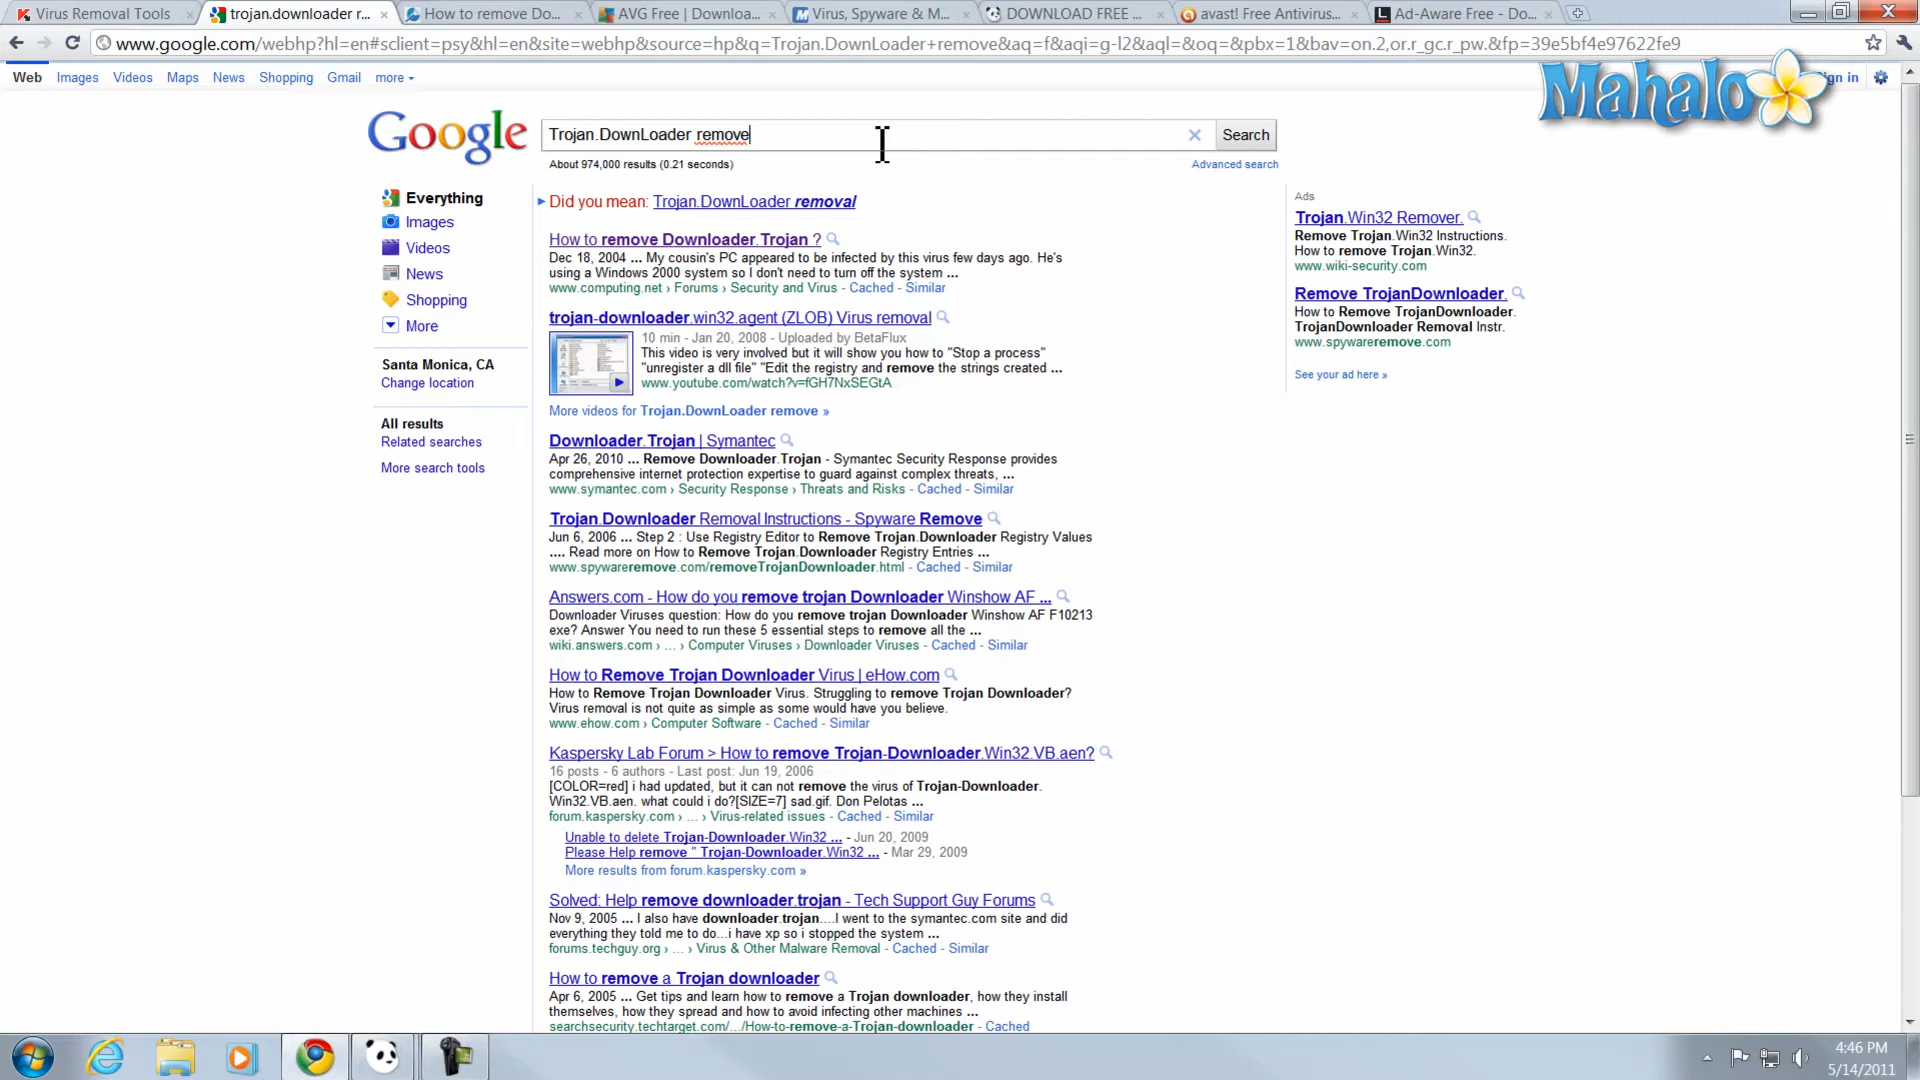 Virus Removal Tools
trojan.downloader r...
How to remove Do...
AVG Free | Downloa...
Virus, Spyware & M...
DOWNLOAD FREE ...
avast! Free Antivirus...
Ad-Aware Free - Do...
www.google.com/webhp?hl=en#sclient=psy&hl=en&site=webhp&source=hp&q=Trojan.DownLoader+remove&aq=f&aqi=g-l2&aql=&oq=&pbx=1&bav=on.2,or.r_gc.r_pw.&fp=39e5bf4e97622fe9
Web Images Videos Maps News Shopping Gmail more
Mahalo
gn in
Google
Trojan.DownLoader remove
Search
About 974,000 results (0.21 seconds)
Advanced search
Everything
Images
Videos
News
Shopping
More
Santa Monica, CA
Change location
All results
Related searches
More search tools
Did you mean: Trojan.DownLoader removal
How to remove Downloader.Trojan ?
Dec 18, 2004 ... My cousin's PC appeared to be infected by this virus few days ago. He's
using a Windows 2000 system so I don't need to turn off the system ...
www.computing.net › Forums › Security and Virus - Cached - Similar
trojan-downloader.win32.agent (ZLOB) Virus removal
10 min - Jan 20, 2008 - Uploaded by BetaFlux
This video is very involved but it will show you how to "Stop a process"
"unregister a dll file" "Edit the registry and remove the strings created ...
www.youtube.com/watch?v=fGH7NxSEGtA
More videos for Trojan.DownLoader remove »
Downloader.Trojan | Symantec
Apr 26, 2010 ... Remove Downloader.Trojan - Symantec Security Response provides
comprehensive internet protection expertise to guard against complex threats, ...
www.symantec.com › Security Response › Threats and Risks - Cached - Similar
Trojan.Downloader Removal Instructions - Spyware Remove
Jun 6, 2006 ... Step 2 : Use Registry Editor to Remove Trojan.Downloader Registry Values
.... Read more on How to Remove Trojan.Downloader Registry Entries ...
www.spywareremove.com/removeTrojanDownloader.html - Cached - Similar
Answers.com - How do you remove trojan Downloader Winshow AF ...
Downloader Viruses question: How do you remove trojan Downloader Winshow AF F10213
exe? Answer You need to run these 5 essential steps to remove all the ...
wiki.answers.com › ... › Computer Viruses › Downloader Viruses - Cached - Similar
How to Remove Trojan Downloader Virus | eHow.com
How to Remove Trojan Downloader Virus. Struggling to remove Trojan Downloader?
Virus removal is not quite as simple as some would have you believe.
www.ehow.com › Computer Software - Cached - Similar
Kaspersky Lab Forum > How to remove Trojan-Downloader.Win32.VB.aen?
16 posts - 6 authors - Last post: Jun 19, 2006
[COLOR=red] i had updated, but it can not remove the virus of Trojan-Downloader.
Win32.VB.aen. what could i do?[SIZE=7] sad.gif. Don Pelotas ...
forum.kaspersky.com › ... › Virus-related issues - Cached - Similar
Unable to delete Trojan-Downloader.Win32 ... - Jun 20, 2009
Please Help remove " Trojan-Downloader.Win32 ... - Mar 29, 2009
More results from forum.kaspersky.com »
Solved: Help remove downloader.trojan - Tech Support Guy Forums
Nov 9, 2005 ... I also have downloader.trojan....I went to the symantec.com site and did
everything they told me to do...i have xp so i stopped the system ...
forums.techguy.org › ... › Virus & Other Malware Removal - Cached - Similar
How to remove a Trojan downloader
Apr 6, 2005 ... Get tips and learn how to remove a Trojan downloader, how they install
themselves, how they spread and how to avoid infecting other machines ...
searchsecurity.techtarget.com/.../How-to-remove-a-Trojan-downloader - Cached
Ads
Trojan.Win32 Remover.
Remove Trojan.Win32 Instructions.
How to remove Trojan.Win32.
www.wiki-security.com
Remove TrojanDownloader.
How to Remove TrojanDownloader.
TrojanDownloader Removal Instr.
www.spywareremove.com
See your ad here »
4:46 PM
5/14/2011